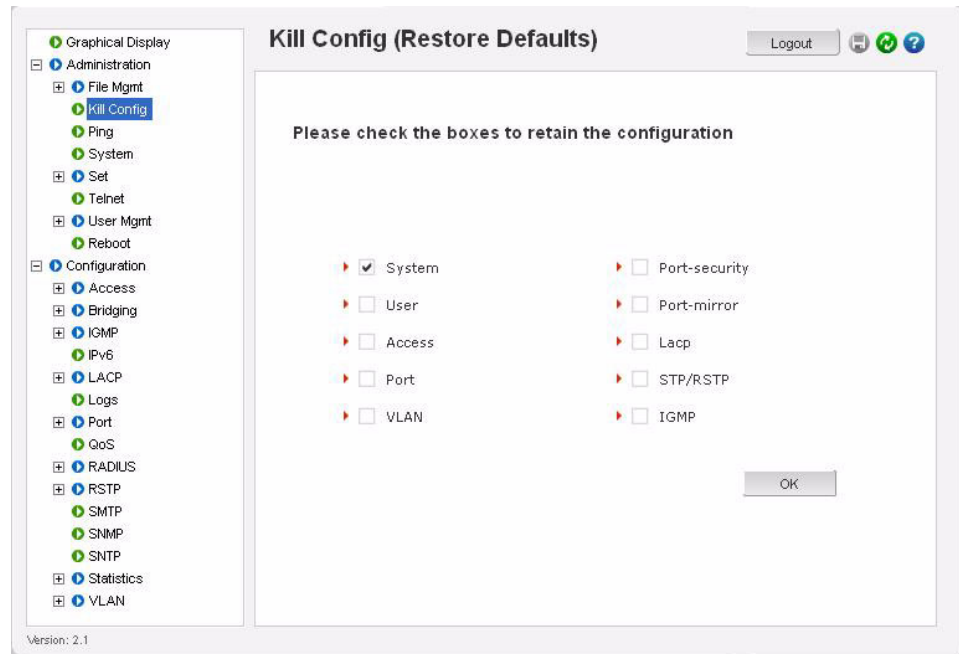 Graphical Display
Administration
File Mgmt
Kill Config
Ping
System
Set
Telnet
User Mgmt
Reboot
Configuration
Access
Bridging
IGMP
IPv6
LACP
Logs
Port
QoS
RADIUS
RSTP
SMTP
SNMP
SNTP
Statistics
VLAN
Version: 2.1
Kill Config (Restore Defaults)
Logout
Please check the boxes to retain the configuration
System
User
Access
Port
VLAN
Port-security
Port-mirror
Lacp
STP/RSTP
IGMP
OK